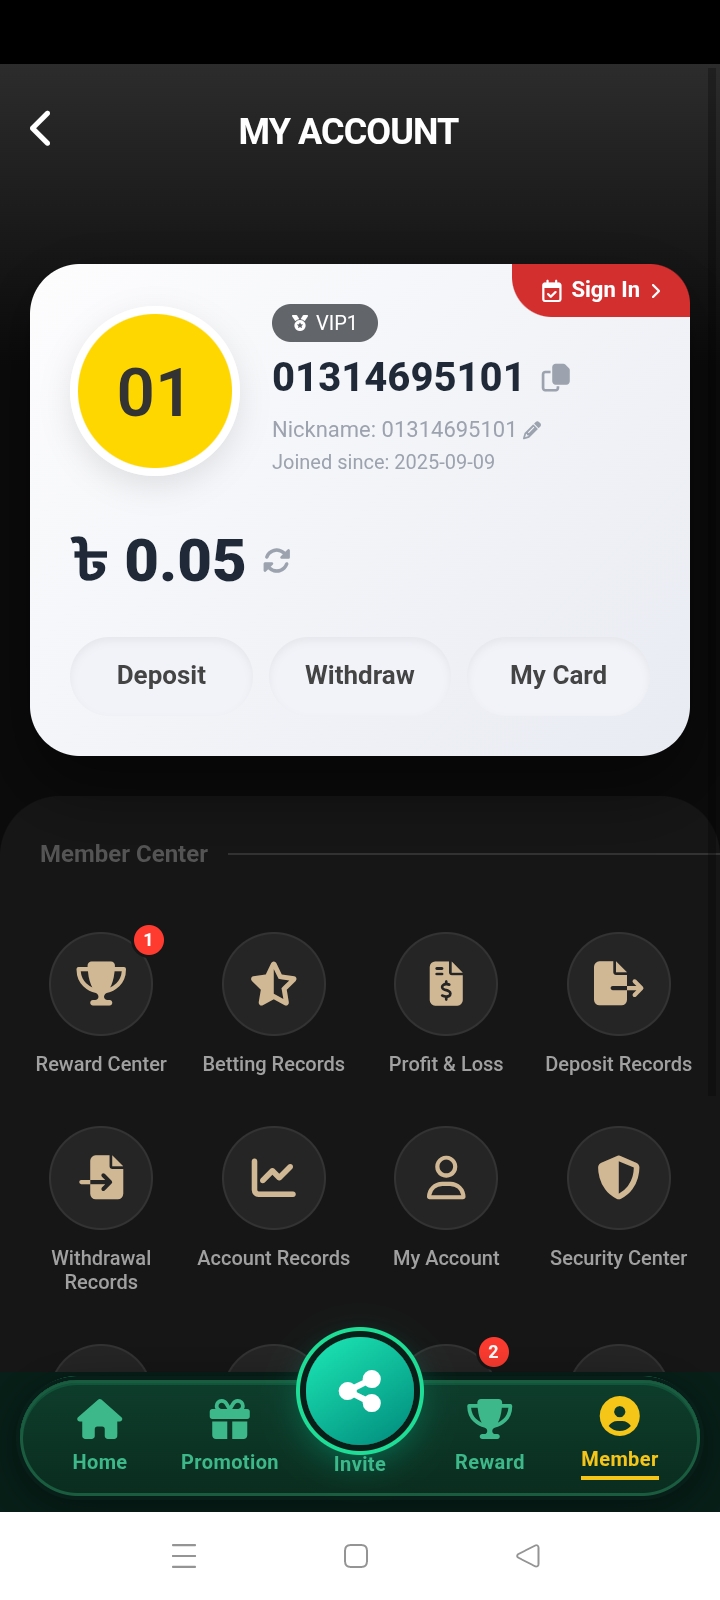 MY ACCOUNT
Sign In
VIP1
01
01314695101
Nickname: 01314695101
Joined since: 2025-09-09
৳ 0.05
Deposit Withdraw My Card
Member Center
1
Reward Center Betting Records Profit & Loss Deposit Records
Withdrawal Records Account Records My Account Security Center
2
Home Promotion Invite Reward Member